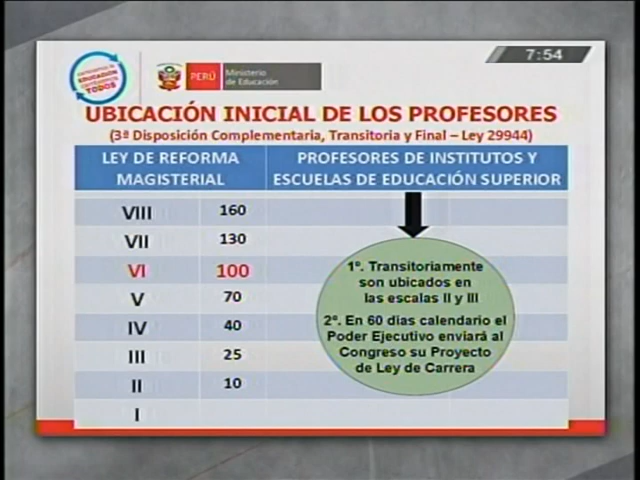 7:54
EDUCACIÓN
TODOS
PERÚ
Ministerio
de Educación
UBICACIÓN INICIAL DE LOS PROFESORES
(3ª Disposición Complementaria, Transitoria y Final – Ley 29944)
LEY DE REFORMA
MAGISTERIAL
PROFESORES DE INSTITUTOS Y
ESCUELAS DE EDUCACIÓN SUPERIOR
VIII 160
VII 130
VI 100
V 70
IV 40
III 25
II 10
I
1º. Transitoriamente
son ubicados en
las escalas II y III
2º. En 60 días calendario el
Poder Ejecutivo enviará al
Congreso su Proyecto
de Ley de Carrera